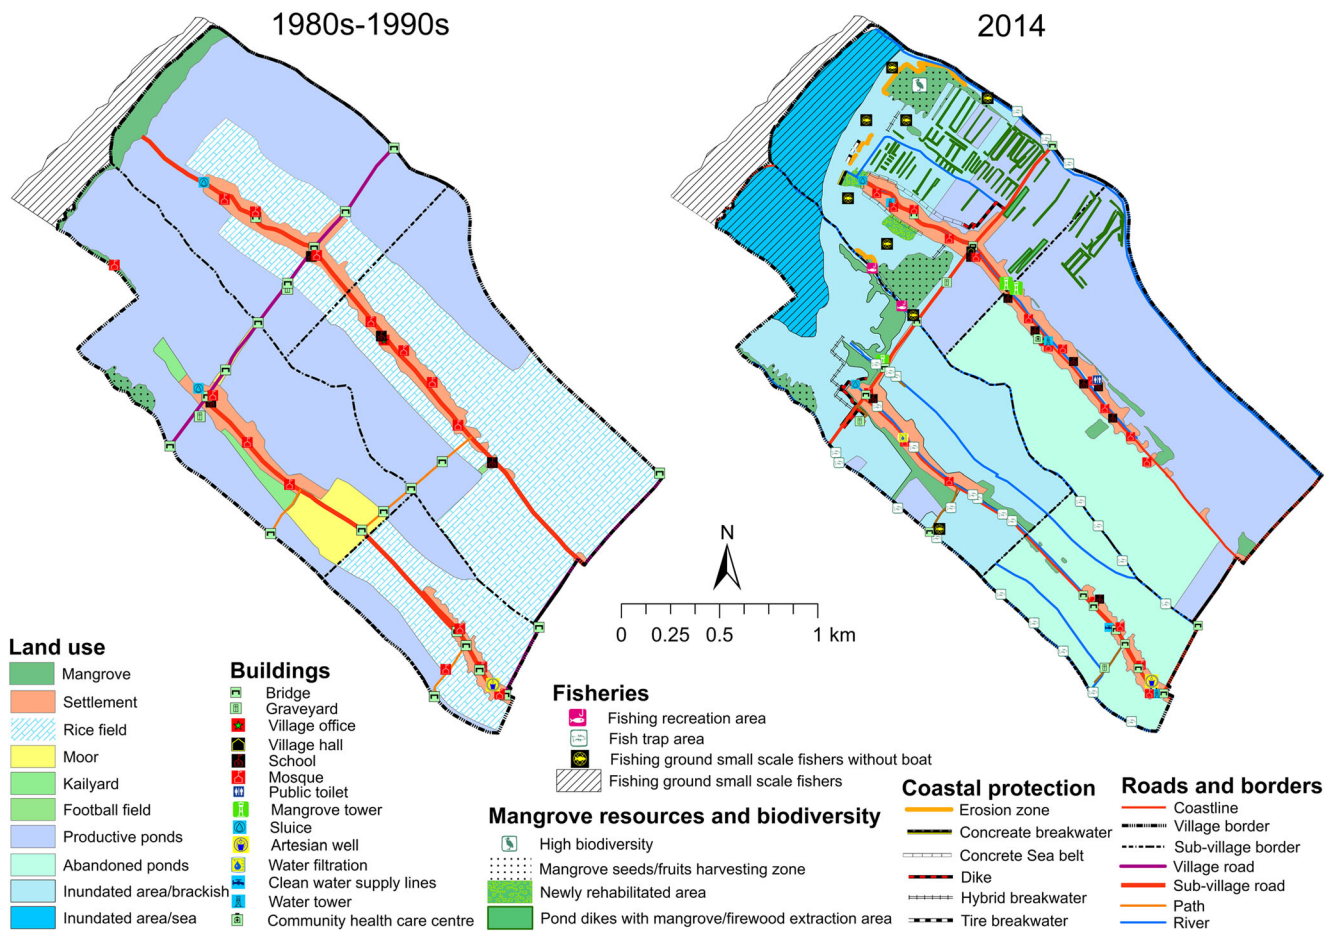 1980s-1990s
2014
N
0 0.25 0.5 1 km
Land use
Mangrove
Settlement
Rice field
Moor
Kailyard
Football field
Productive ponds
Abandoned ponds
Inundated area/brackish
Inundated area/sea
Buildings
Bridge
Graveyard
Village office
Village hall
School
Mosque
Public toilet
Mangrove tower
Sluice
Artesian well
Water filtration
Clean water supply lines
Water tower
Community health care centre
Fisheries
Fishing recreation area
Fish trap area
Fishing ground small scale fishers without boat
Fishing ground small scale fishers
Mangrove resources and biodiversity
High biodiversity
Mangrove seeds/fruits harvesting zone
Newly rehabilitated area
Pond dikes with mangrove/firewood extraction area
Coastal protection
Erosion zone
Concreate breakwater
Concrete Sea belt
Dike
Hybrid breakwater
Tire breakwater
Roads and borders
Coastline
Village border
Sub-village border
Village road
Sub-village road
Path
River